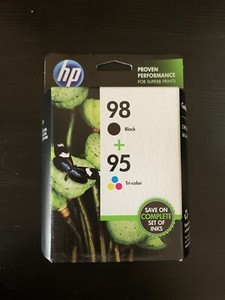 hp
PROVEN
PERFORMANCE
FOR SUPERB PRINTS
98
Black
+
95
Tri-color
SAVE ON
COMPLETE
SET OF
INKS